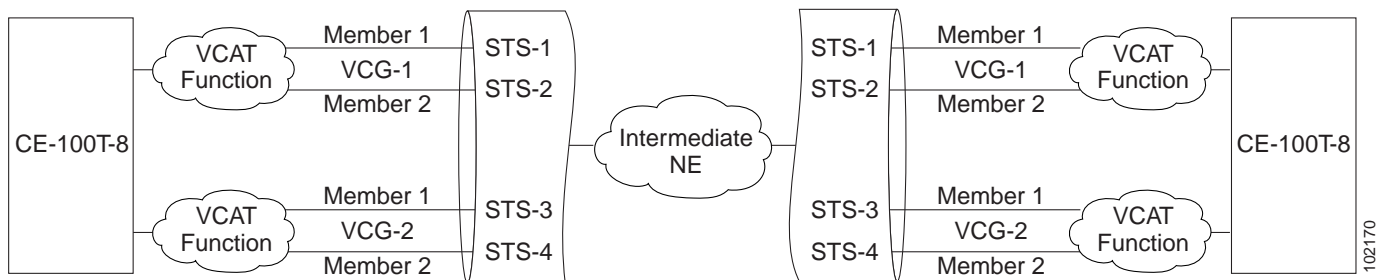 CE-100T-8
VCAT
Function
Member 1
VCG-1
Member 2
STS-1
STS-2
VCAT
Function
Member 1
VCG-2
Member 2
STS-3
STS-4
Intermediate
NE
STS-1
STS-2
Member 1
VCG-1
Member 2
VCAT
Function
STS-3
STS-4
Member 1
VCG-2
Member 2
VCAT
Function
CE-100T-8
102170